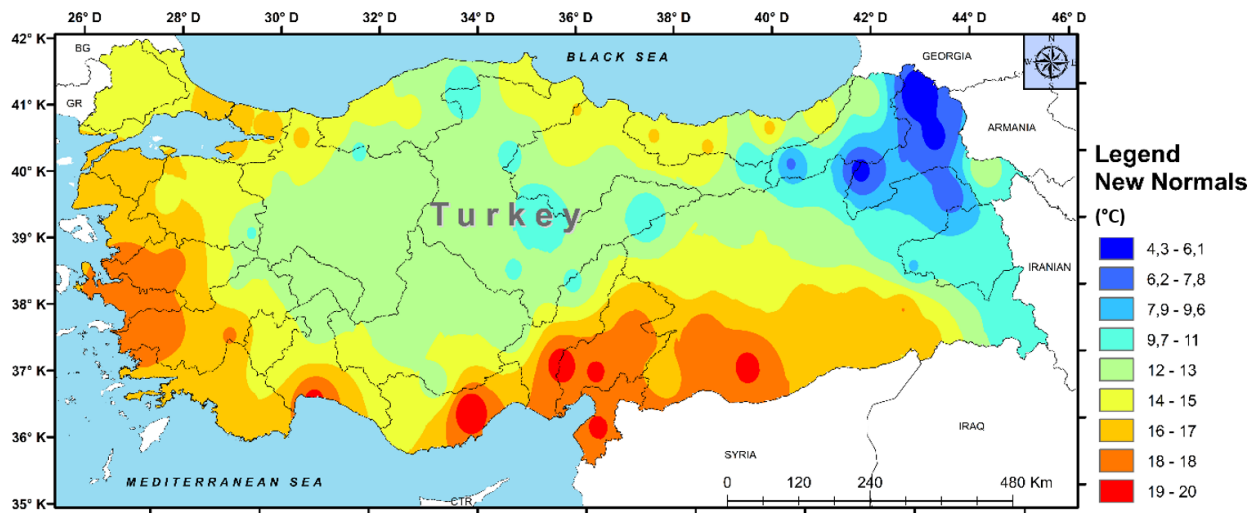 26° D 28° D 30° D 32° D 34° D 36° D 38° D 40° D 42° D 44° D 46° D
42° K
41° K
40° K
39° K
38° K
37° K
36° K
35° K
BG
GR
BLACK SEA
GEORGIA
N
W E
S
ARMANIA
Turkey
IRANIAN
IRAQ
SYRIA
MEDITERRANEAN SEA
CTR
0 120 240 480 Km
Legend
New Normals
(°C)
4,3 - 6,1
6,2 - 7,8
7,9 - 9,6
9,7 - 11
12 - 13
14 - 15
16 - 17
18 - 18
19 - 20